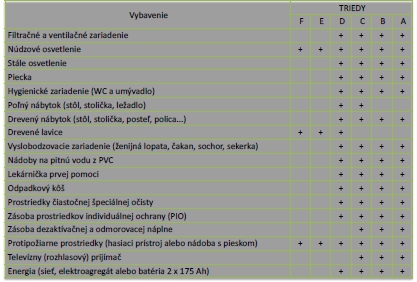 Vybavenie TRIEDY
F E D C B A
Filtračné a ventilačné zariadenie + + + +
Núdzové osvetlenie + + + + + +
Stále osvetlenie + + + +
Piecka + + + +
Hygienické zariadenie (WC a umývadlo) + + + +
Poľný nábytok (stôl, stolička, ležadlo) + +
Drevený nábytok (stôl, stolička, posteľ, polica...) + + + +
Drevené lavice + + +
Vyslobodzovacie zariadenie (ženijná lopata, čakan, sochor, sekerka) + + + +
Nádoby na pitnú vodu z PVC + + + +
Lekárnička prvej pomoci + + + +
Odpadkový kôš + + + +
Prostriedky čiastočnej špeciálnej očisty + + + +
Zásoba prostriedkov individuálnej ochrany (PIO) + + + +
Zásoba dezaktivačnej a odmorovacej náplne + + +
Protipožiarne prostriedky (hasiaci prístroj alebo nádoba s pieskom) + + + + + +
Televízny (rozhlasový) prijímač + + +
Energia (sieť, elektroagregát alebo batéria 2 x 175 Ah) + + + +